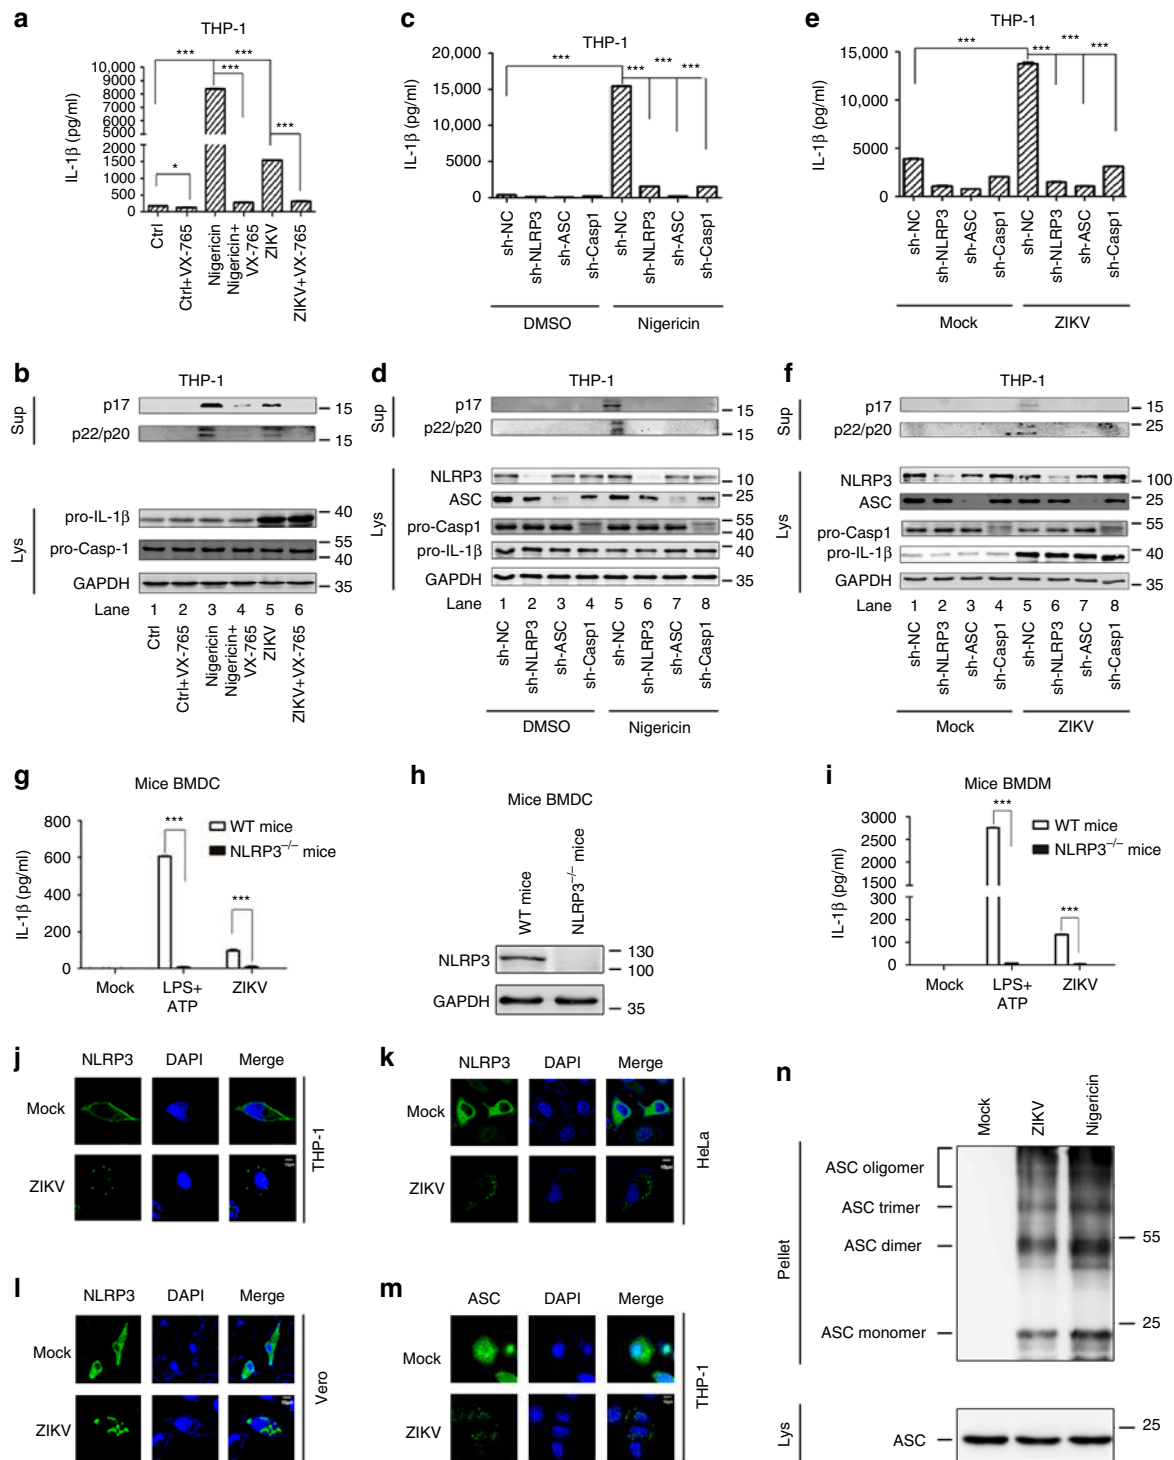 a
THP-1
*** ***
***
***
*
IL-1β (pg/ml)
10,000
9000
8000
7000
6000
5000
2000
1500
1000
500
0
Ctrl
Ctrl+VX-765
Nigericin
Nigericin+
VX-765
ZIKV
ZIKV+VX-765
c
THP-1
***
*** *** ***
IL-1β (pg/ml)
20,000
15,000
10,000
5000
0
sh-NC
sh-NLRP3
sh-ASC
sh-Casp1
sh-NC
sh-NLRP3
sh-ASC
sh-Casp1
DMSO Nigericin
e
THP-1
***
*** *** ***
IL-1β (pg/ml)
15,000
10,000
5000
0
sh-NC
sh-NLRP3
sh-ASC
sh-Casp1
sh-NC
sh-NLRP3
sh-ASC
sh-Casp1
Mock ZIKV
b
THP-1
Sup
p17 15
p22/p20 15
Lys
pro-IL-1β 40
pro-Casp-1 55
40
GAPDH 35
Lane 1 2 3 4 5 6
Ctrl
Ctrl+VX-765
Nigericin
Nigericin+
VX-765
ZIKV
ZIKV+VX-765
d
THP-1
Sup
p17 15
p22/p20 15
Lys
NLRP3 10
ASC 25
pro-Casp1 55
40
pro-IL-1β 40
GAPDH 35
Lane 1 2 3 4 5 6 7 8
sh-NC
sh-NLRP3
sh-ASC
sh-Casp1
sh-NC
sh-NLRP3
sh-ASC
sh-Casp1
DMSO Nigericin
f
THP-1
Sup
p17 15
p22/p20 25
15
Lys
NLRP3 100
ASC 25
pro-Casp1 55
pro-IL-1β 40
GAPDH 35
Lane 1 2 3 4 5 6 7 8
sh-NC
sh-NLRP3
sh-ASC
sh-Casp1
sh-NC
sh-NLRP3
sh-ASC
sh-Casp1
Mock ZIKV
g
Mice BMDC
IL-1β (pg/ml)
800
600
400
200
0
***
***
WT mice
NLRP3−/− mice
Mock LPS+ ZIKV
ATP
h
Mice BMDC
WT mice
NLRP3−/− mice
NLRP3 130
100
GAPDH 35
i
Mice BMDM
IL-1β (pg/ml)
3000
2500
2000
1500
300
200
100
0
***
***
WT mice
NLRP3−/− mice
Mock LPS+ ZIKV
ATP
j
NLRP3 DAPI Merge
Mock
ZIKV
THP-1
k
NLRP3 DAPI Merge
Mock
ZIKV
HeLa
l
NLRP3 DAPI Merge
Mock
ZIKV
Vero
m
ASC DAPI Merge
Mock
ZIKV
THP-1
n
Mock
ZIKV
Nigericin
Pellet
ASC oligomer
ASC trimer
ASC dimer 55
ASC monomer 25
Lys
ASC 25